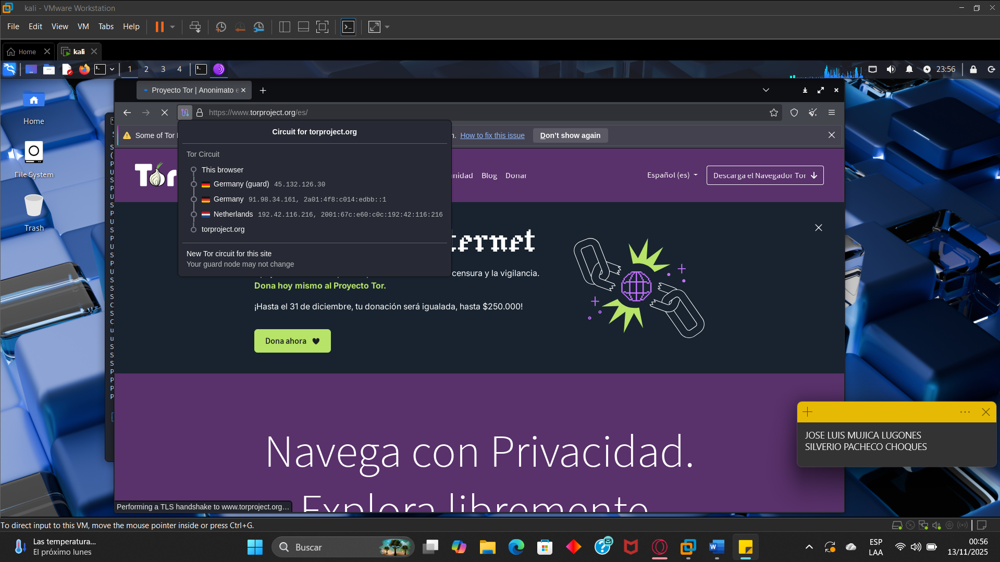 kali - VMware Workstation
File Edit View VM Tabs Help
Home
kali
1 2 3 4
23:56
Proyecto Tor | Anonimato e
https://www.torproject.org/es/
Some of Tor
How to fix this issue
Don't show again
Circuit for torproject.org
Tor Circuit
This browser
Germany (guard) 45.132.126.30
Germany 91.98.34.161, 2a01:4f8:c014:edbb::1
Netherlands 192.42.116.216, 2001:67c:e60:c0c:192:42:116:216
torproject.org
New Tor circuit for this site
Your guard node may not change
Home
File System
Trash
Tor
nidad Blog Donar
Español (es)
Descarga el Navegador Tor
ternet
censura y la vigilancia.
Dona hoy mismo al Proyecto Tor.
¡Hasta el 31 de diciembre, tu donación será igualada, hasta $250.000!
Dona ahora
Navega con Privacidad.
Explora libremente.
Performing a TLS handshake to www.torproject.org…
JOSE LUIS MUJICA LUGONES
SILVERIO PACHECO CHOQUES
To direct input to this VM, move the mouse pointer inside or press Ctrl+G.
Las temperatura...
El próximo lunes
Buscar
ESP
LAA
00:56
13/11/2025